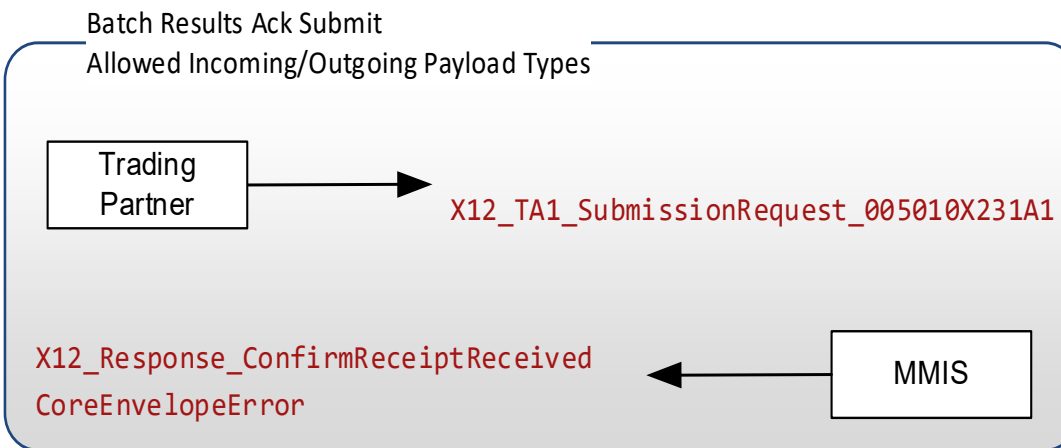 Batch Results Ack Submit
Allowed Incoming/Outgoing Payload Types
Trading
Partner
X12_TA1_SubmissionRequest_005010X231A1
X12_Response_ConfirmReceiptReceived
CoreEnvelopeError
MMIS